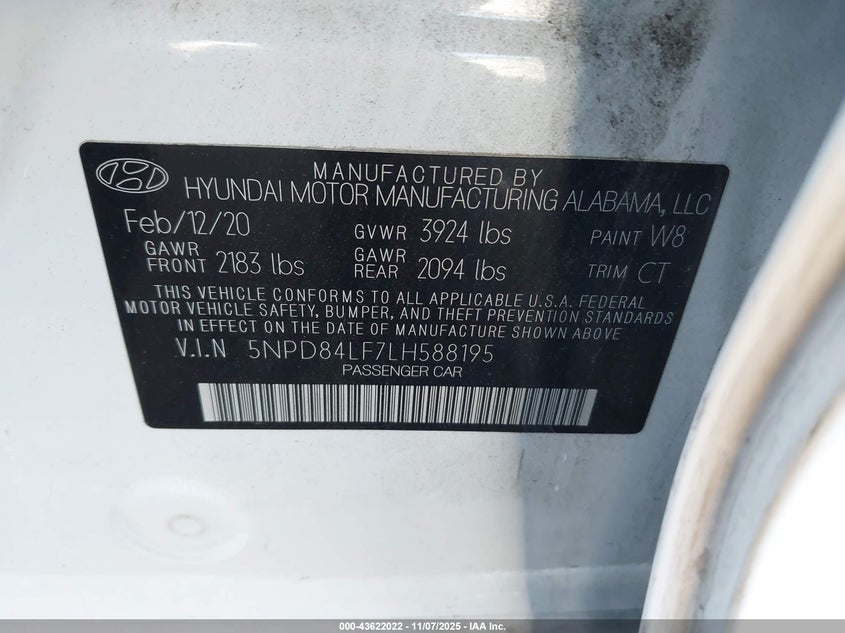 MANUFACTURED BY
HYUNDAI MOTOR MANUFACTURING ALABAMA, LLC
Feb/12/20 GVWR 3924 lbs PAINT W8
GAWR FRONT 2183 lbs GAWR REAR 2094 lbs TRIM CT
THIS VEHICLE CONFORMS TO ALL APPLICABLE U.S.A. FEDERAL
MOTOR VEHICLE SAFETY, BUMPER, AND THEFT PREVENTION STANDARDS
IN EFFECT ON THE DATE OF MANUFACTURE SHOWN ABOVE
V.I.N 5NPD84LF7LH588195
PASSENGER CAR
000-43622022 - 11/07/2025 - IAA Inc.